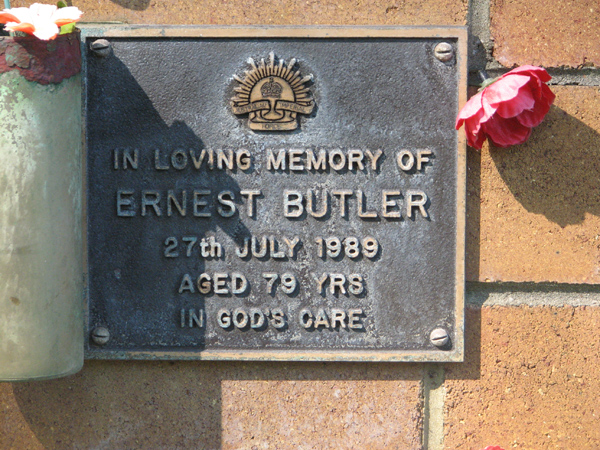 IN LOVING MEMORY OF
ERNEST BUTLER
27th JULY 1989
AGED 79 YRS
IN GOD'S CARE